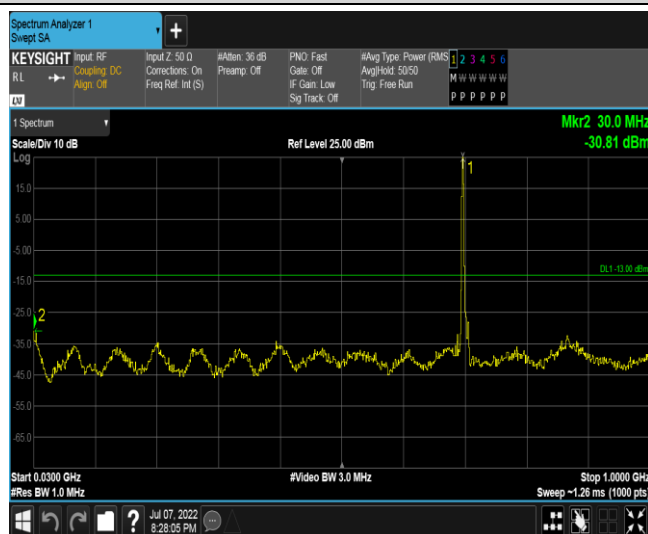 Spectrum Analyzer 1
Swept SA
+
KEYSIGHT Input: RF Input Z: 50 Ω #Atten: 36 dB PNO: Fast #Avg Type: Power (RMS 1 2 3 4 5 6
R L Coupling: DC Corrections: On Preamp: Off Gate: Off Avg|Hold: 50/50 M W W W W W
Align: Off Freq Ref: Int (S) IF Gain: Low Trig: Free Run
LXI Sig Track: Off P P P P P P
1 Spectrum
Mkr2 30.0 MHz
Scale/Div 10 dB Ref Level 25.00 dBm -30.81 dBm
Log
1
15.0
5.00
-5.00
DL1 -13.00 dBm
-15.0
-25.0
2
-35.0
-45.0
-55.0
-65.0
Start 0.0300 GHz #Video BW 3.0 MHz Stop 1.0000 GHz
#Res BW 1.0 MHz Sweep ~1.26 ms (1000 pts)
? Jul 07, 2022
8:28:05 PM